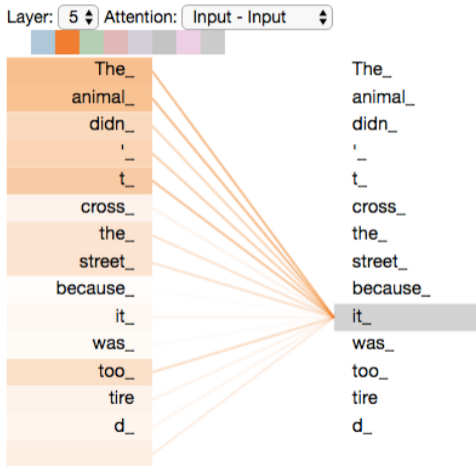 Layer: 5 Attention: Input - Input
The_ The_
animal_ animal_
didn_ didn_
'_ '_
t_ t_
cross_ cross_
the_ the_
street_ street_
because_ because_
it_ it_
was_ was_
too_ too_
tire tire
d_ d_